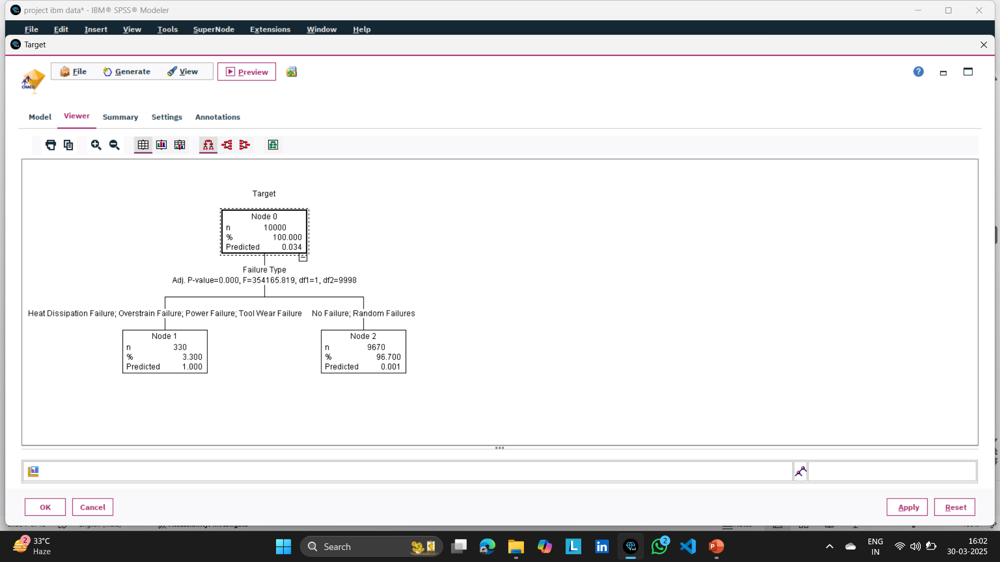 project ibm data* - IBM® SPSS® Modeler
File Edit Insert View Tools SuperNode Extensions Window Help
Target
CHAID
File Generate View Preview
?
Model Viewer Summary Settings Annotations
Target
Node 0
n 10000
% 100.000
Predicted 0.034
Failure Type
Adj. P-value=0.000, F=354165.819, df1=1, df2=9998
Heat Dissipation Failure; Overstrain Failure; Power Failure; Tool Wear Failure
No Failure; Random Failures
Node 1
n 330
% 3.300
Predicted 1.000
Node 2
n 9670
% 96.700
Predicted 0.001
OK Cancel Apply Reset
2
33°C
Haze
Search
L
in
2
P
ENG
IN
16:02
30-03-2025